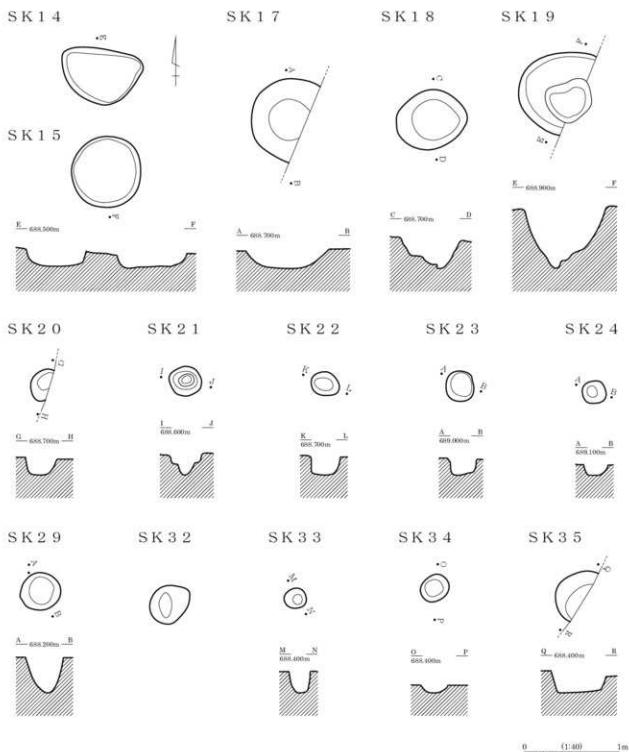 SK14
SK17
SK18
SK19
E
A
C
A
SK15
D
B
F
B
E 688.500m F
A 688.700m B
C 688.700m D
E 688.900m F
SK20
SK21
SK22
SK23
SK24
G
H
I
J
K
L
A
B
A
B
G 688.700m H
I 688.600m J
K 688.700m L
A 689.000m B
A 689.100m B
SK29
SK32
SK33
SK34
SK35
A
B
M
N
O
P
Q
R
A 688.200m B
M 688.400m N
O 688.400m P
Q 688.400m R
0 (1:40) 1m